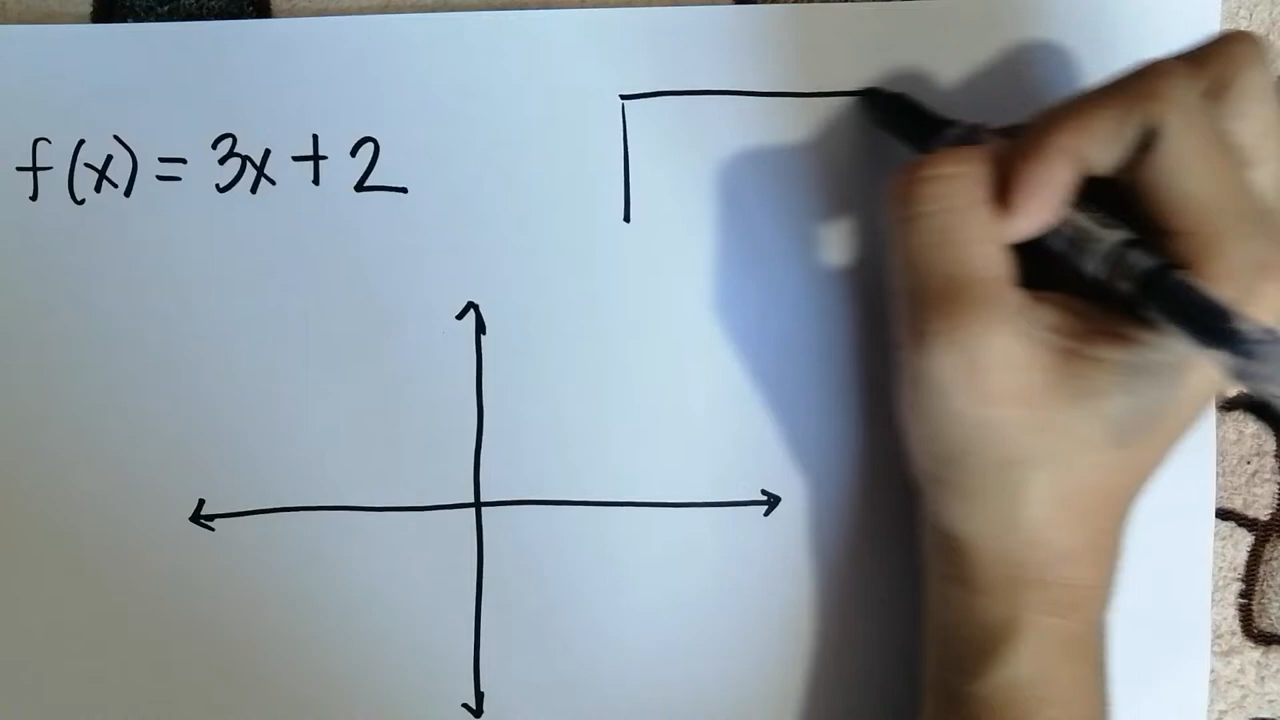 f(x) = 3x + 2